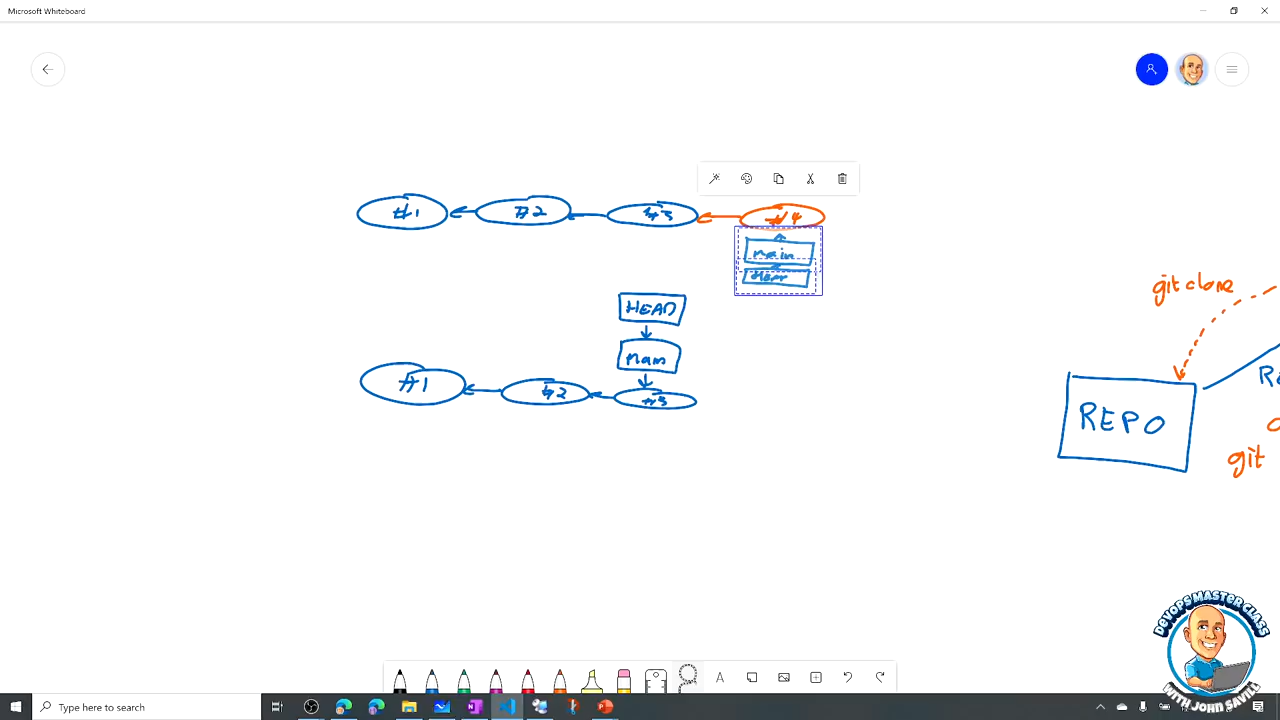 Microsoft Whiteboard
#1 #2 #3 #4
main
HEAD
git clone
HEAD
main
#1 #2 #3
REPO
git
A
DEVOPS MASTER CLASS
WITH JOHN SAVILL
Type here to search